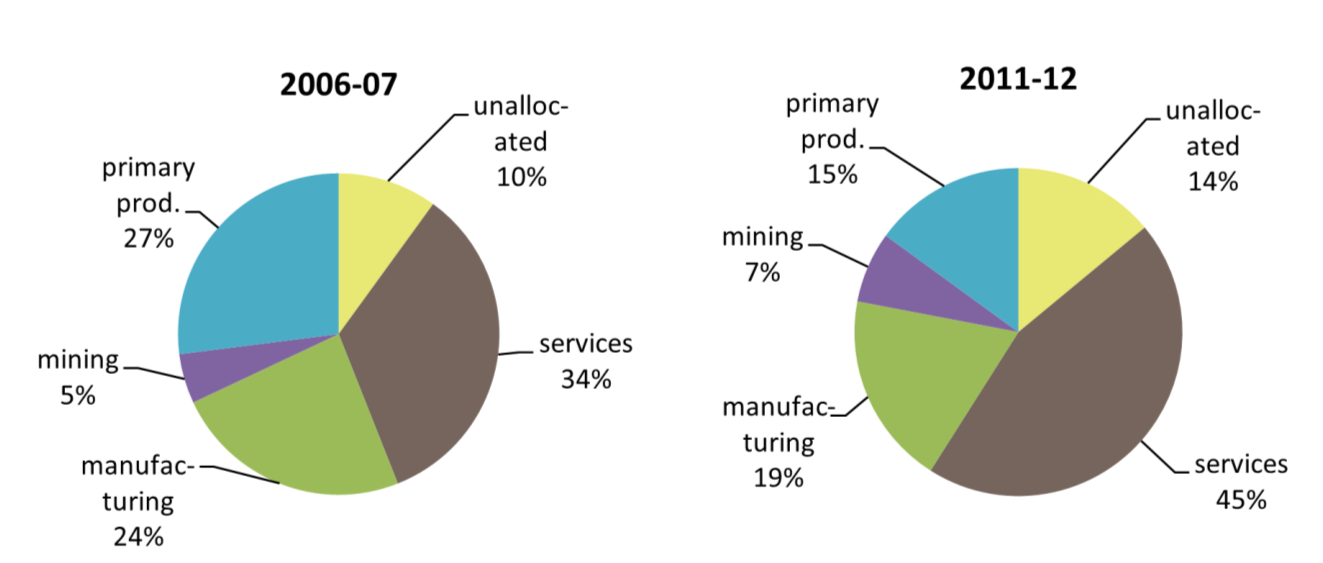 2006-07
unalloc-
ated
10%
services
34%
manufac-
turing
24%
mining
5%
primary
prod.
27%
2011-12
unalloc-
ated
14%
services
45%
manufac-
turing
19%
mining
7%
primary
prod.
15%